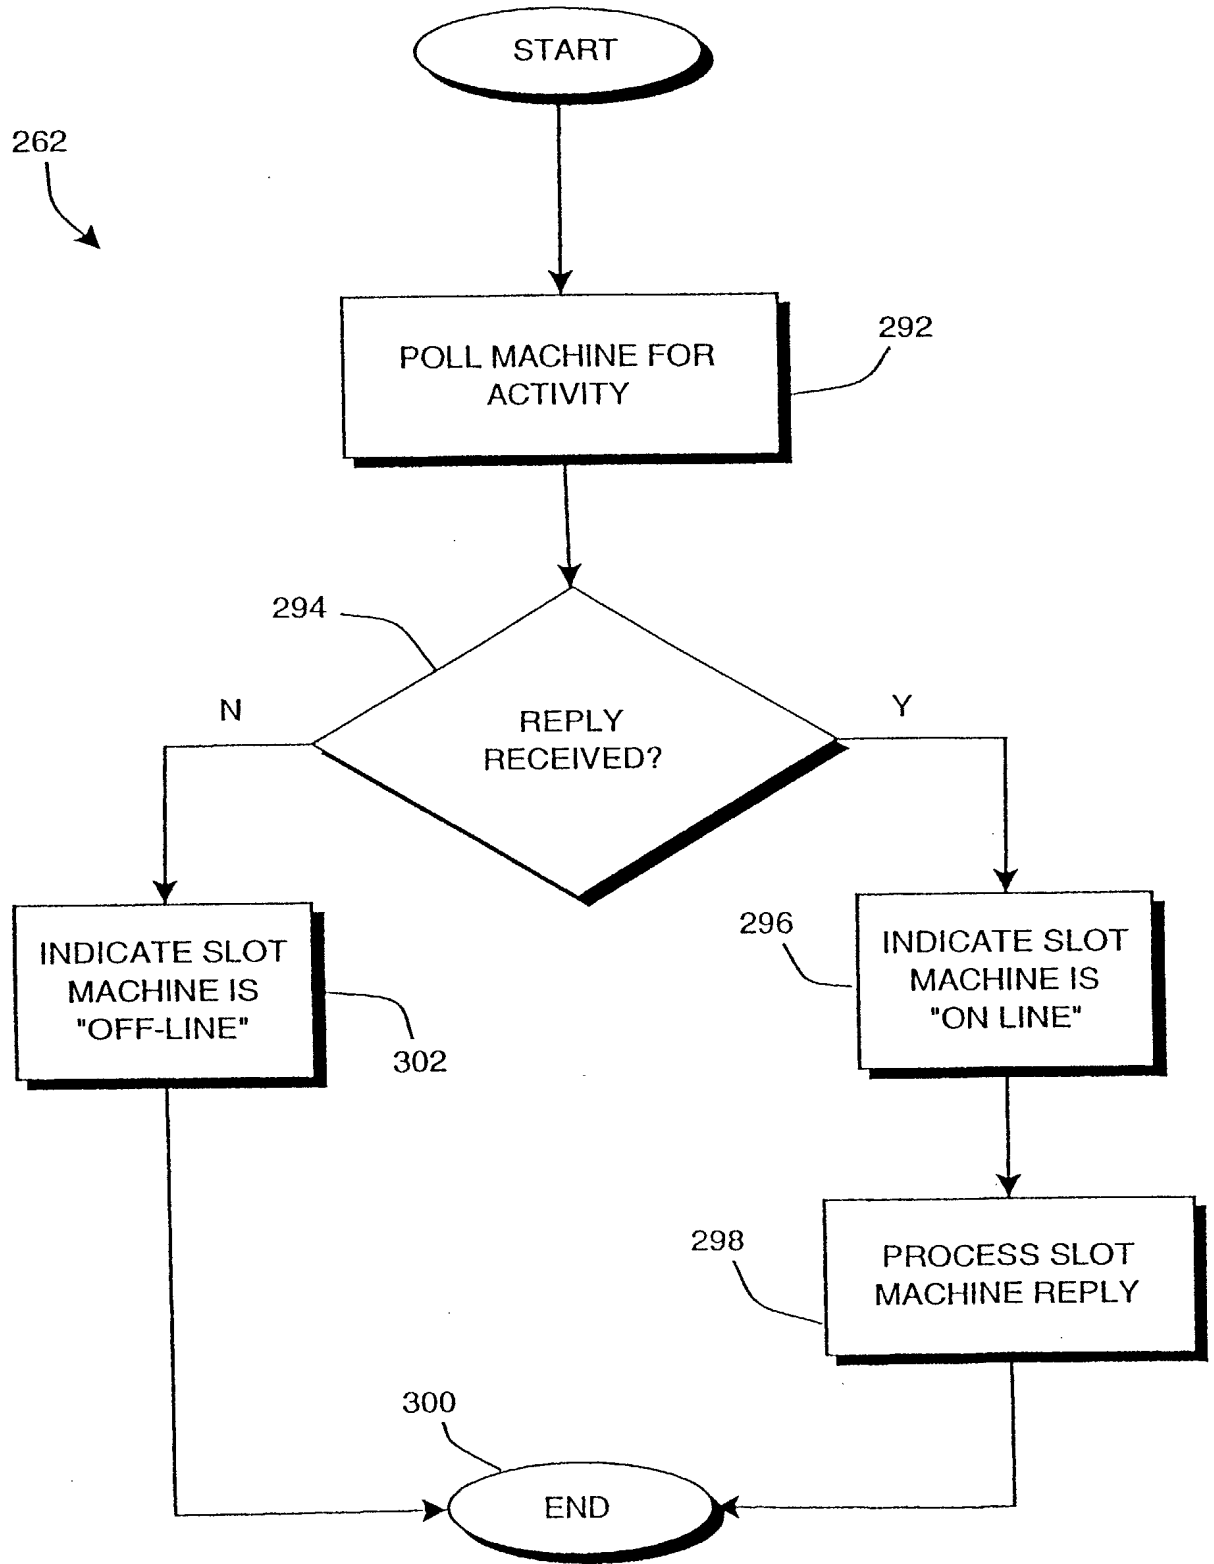 START
262
POLL MACHINE FOR
ACTIVITY
292
294
N
REPLY
RECEIVED?
Y
INDICATE SLOT
MACHINE IS
"OFF-LINE"
302
296
INDICATE SLOT
MACHINE IS
"ON LINE"
298
PROCESS SLOT
MACHINE REPLY
300
END